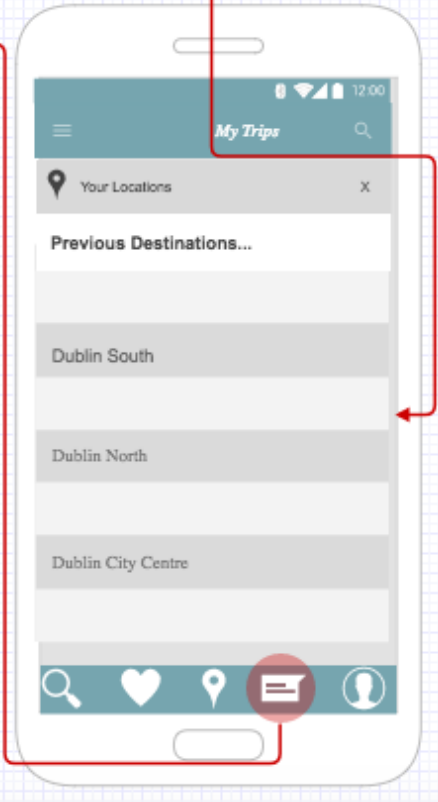 12:00
My Trips
Your Locations X
Previous Destinations...
Dublin South
Dublin North
Dublin City Centre